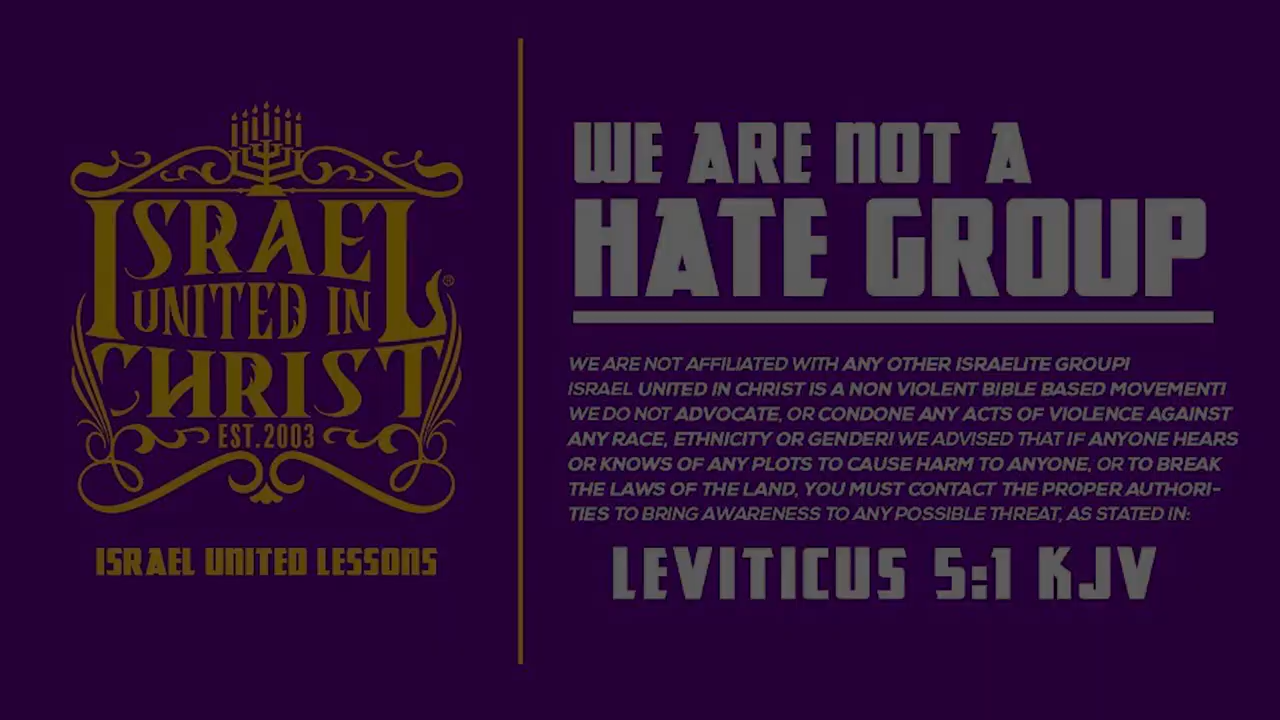 ISRAEL
UNITED IN
CHRIST
®
EST.2003
ISRAEL UNITED LESSONS
WE ARE NOT A
HATE GROUP
WE ARE NOT AFFILIATED WITH ANY OTHER ISRAELITE GROUP!
ISRAEL UNITED IN CHRIST IS A NON VIOLENT BIBLE BASED MOVEMENT!
WE DO NOT ADVOCATE, OR CONDONE ANY ACTS OF VIOLENCE AGAINST
ANY RACE, ETHNICITY OR GENDER! WE ADVISED THAT IF ANYONE HEARS
OR KNOWS OF ANY PLOTS TO CAUSE HARM TO ANYONE, OR TO BREAK
THE LAWS OF THE LAND, YOU MUST CONTACT THE PROPER AUTHORI-
TIES TO BRING AWARENESS TO ANY POSSIBLE THREAT, AS STATED IN:
LEVITICUS 5:1 KJV